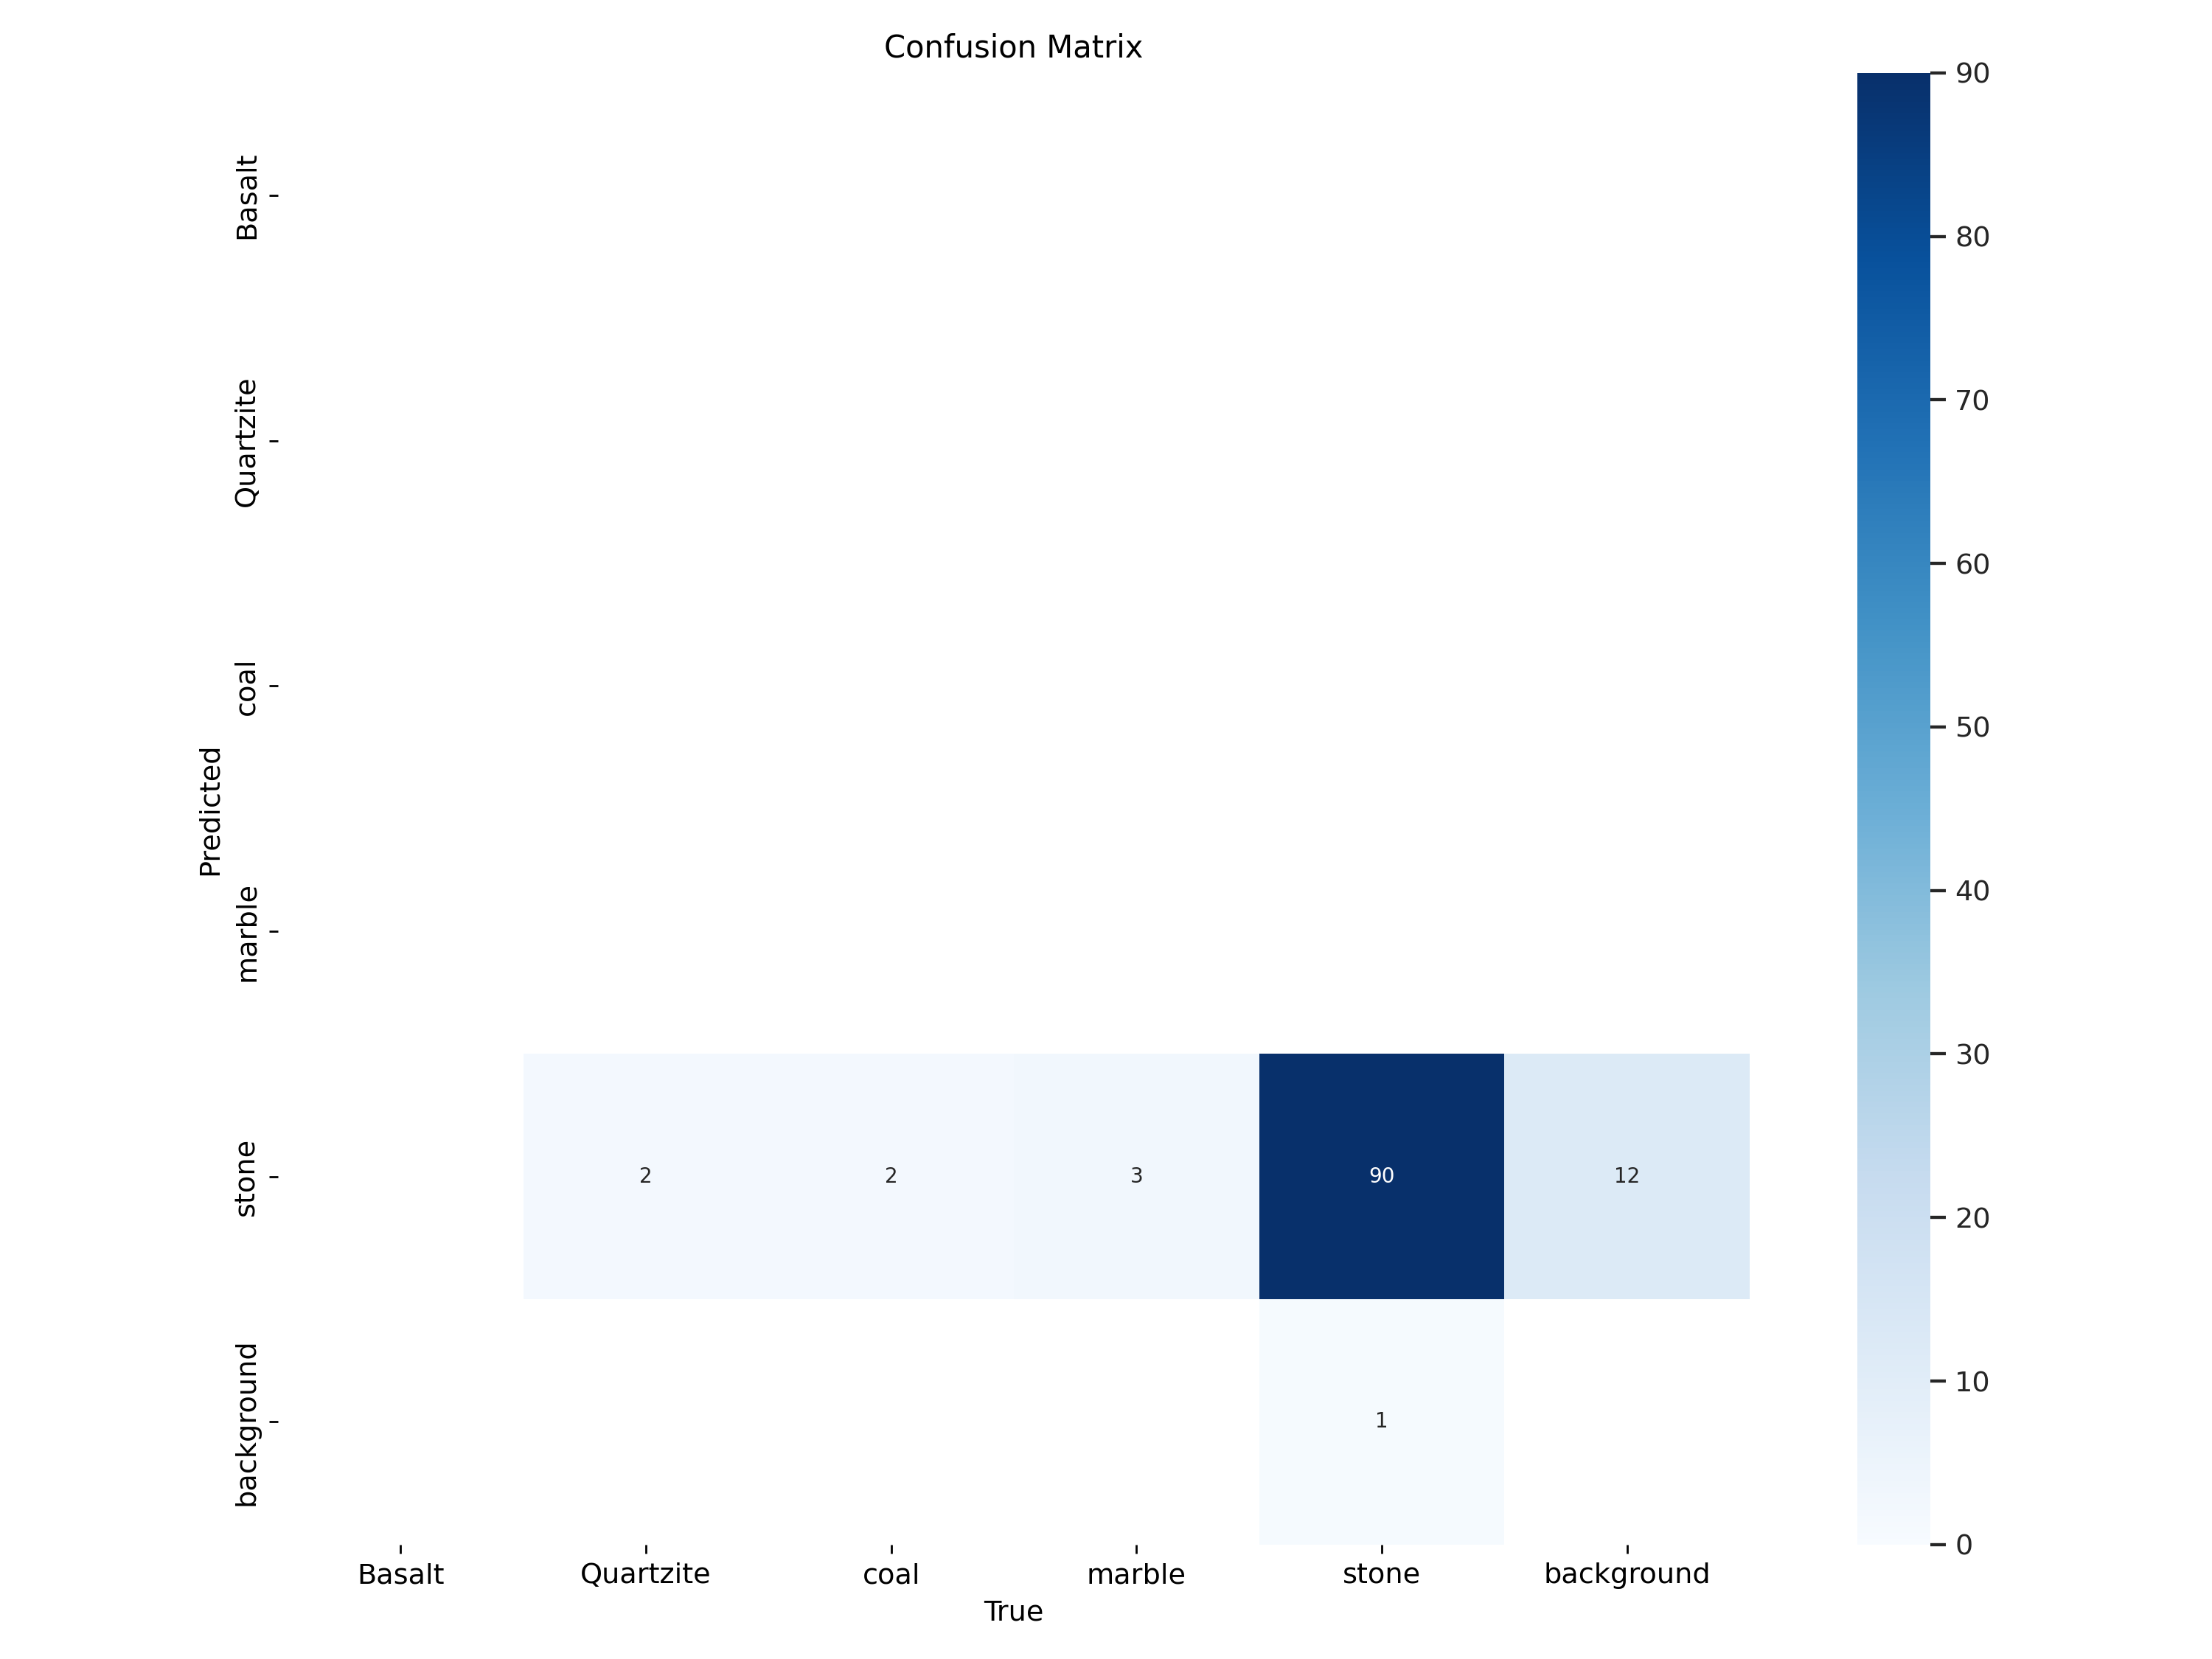 Confusion Matrix
Predicted
Basalt
Quartzite
coal
marble
stone
background
2 2 3 90 12
1
Basalt Quartzite coal marble stone background
True
90
80
70
60
50
40
30
20
10
0